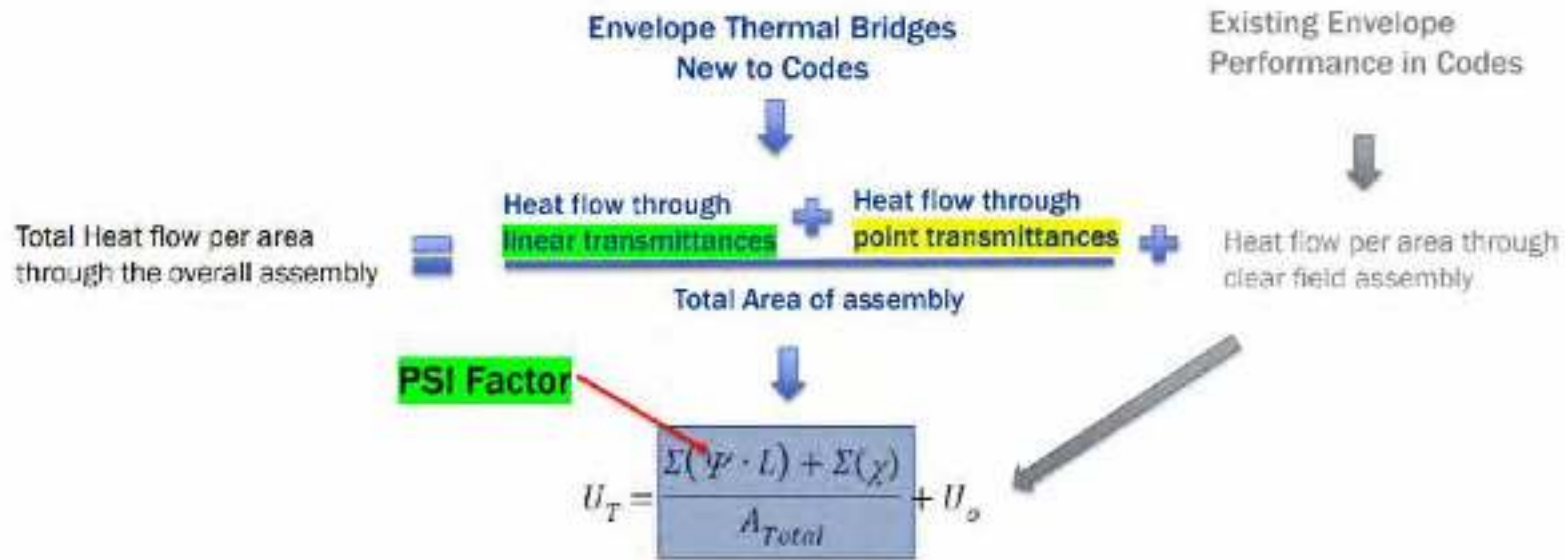 Envelope Thermal Bridges
New to Codes
Existing Envelope
Performance in Codes
Total Heat flow per area
through the overall assembly
=
Heat flow through
linear transmittances
+
Heat flow through
point transmittances
Total Area of assembly
+
Heat flow per area through
clear field assembly
PSI Factor
U_T = (Σ(Ψ · L) + Σ(χ)) / A_Total + U_o